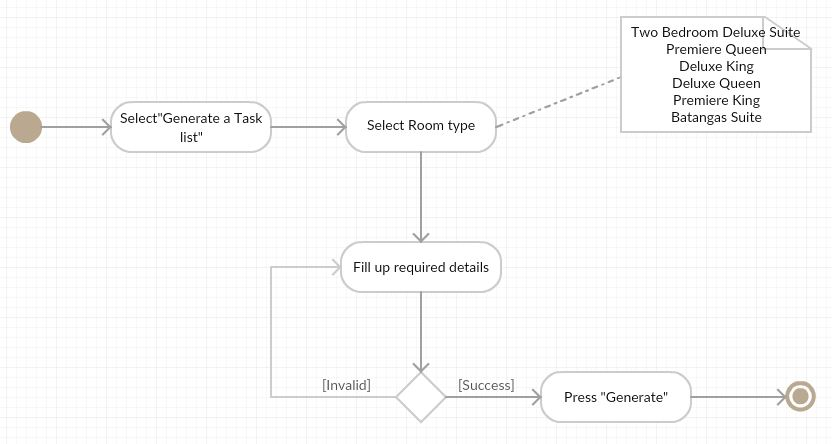 Two Bedroom Deluxe Suite
Premiere Queen
Deluxe King
Deluxe Queen
Premiere King
Batangas Suite
Select"Generate a Task
list"
Select Room type
Fill up required details
[Invalid]
[Success]
Press "Generate"